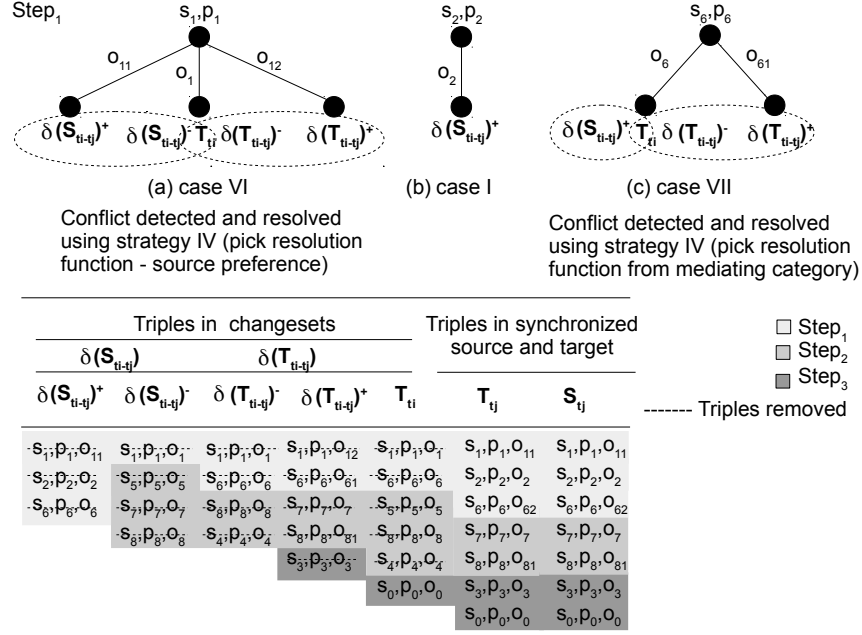 Step1
s1,p1
s2,p2
s6,p6
o11
o1
o12
o2
o6
o61
δ(Sti-tj)+ δ(Sti-tj)- Tti δ(Tti-tj)- δ(Tti-tj)+
δ(Sti-tj)+
δ(Sti-tj)+ Tti δ(Tti-tj)- δ(Tti-tj)+
(a) case VI
(b) case I
(c) case VII
Conflict detected and resolved
using strategy IV (pick resolution
function - source preference)
Conflict detected and resolved
using strategy IV (pick resolution
function from mediating category)
Triples in changesets
Triples in synchronized
source and target
δ(Sti-tj) δ(Tti-tj)
δ(Sti-tj)+ δ(Sti-tj)- δ(Tti-tj)- δ(Tti-tj)+ Tti Ttj Stj
s1,p1,o11 s1,p1,o1 s1,p1,o1 s1,p1,o12 s1,p1,o1 s1,p1,o11 s1,p1,o11
s2,p2,o2 s5,p5,o5 s6,p6,o6 s6,p6,o61 s6,p6,o6 s2,p2,o2 s2,p2,o2
s6,p6,o6 s7,p7,o7 s8,p8,o8 s7,p7,o7 s5,p5,o5 s6,p6,o62 s6,p6,o62
s8,p8,o8 s4,p4,o4 s8,p8,o81 s8,p8,o8 s7,p7,o7 s7,p7,o7
s3,p3,o3 s4,p4,o4 s8,p8,o81 s8,p8,o81
s0,p0,o0 s3,p3,o3 s3,p3,o3
s0,p0,o0 s0,p0,o0
Step1
Step2
Step3
Triples removed